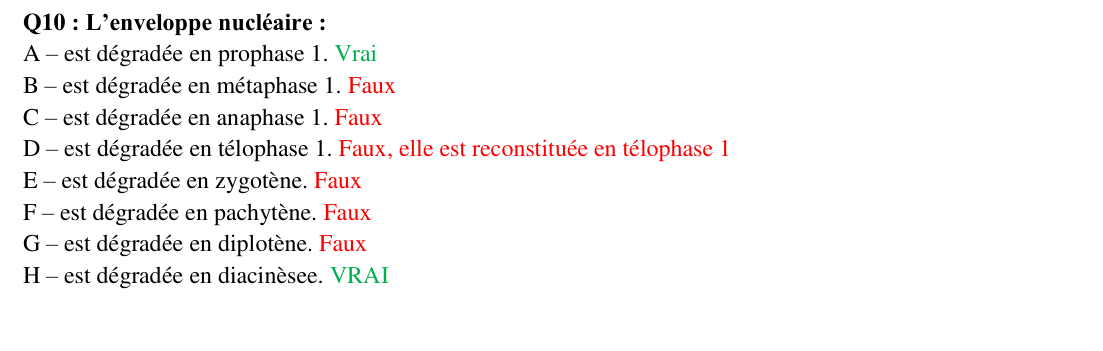 Q10 : L’enveloppe nucléaire :
A – est dégradée en prophase 1. Vrai
B – est dégradée en métaphase 1. Faux
C – est dégradée en anaphase 1. Faux
D – est dégradée en télophase 1. Faux, elle est reconstituée en télophase 1
E – est dégradée en zygotène. Faux
F – est dégradée en pachytène. Faux
G – est dégradée en diplotène. Faux
H – est dégradée en diacinèsee. VRAI